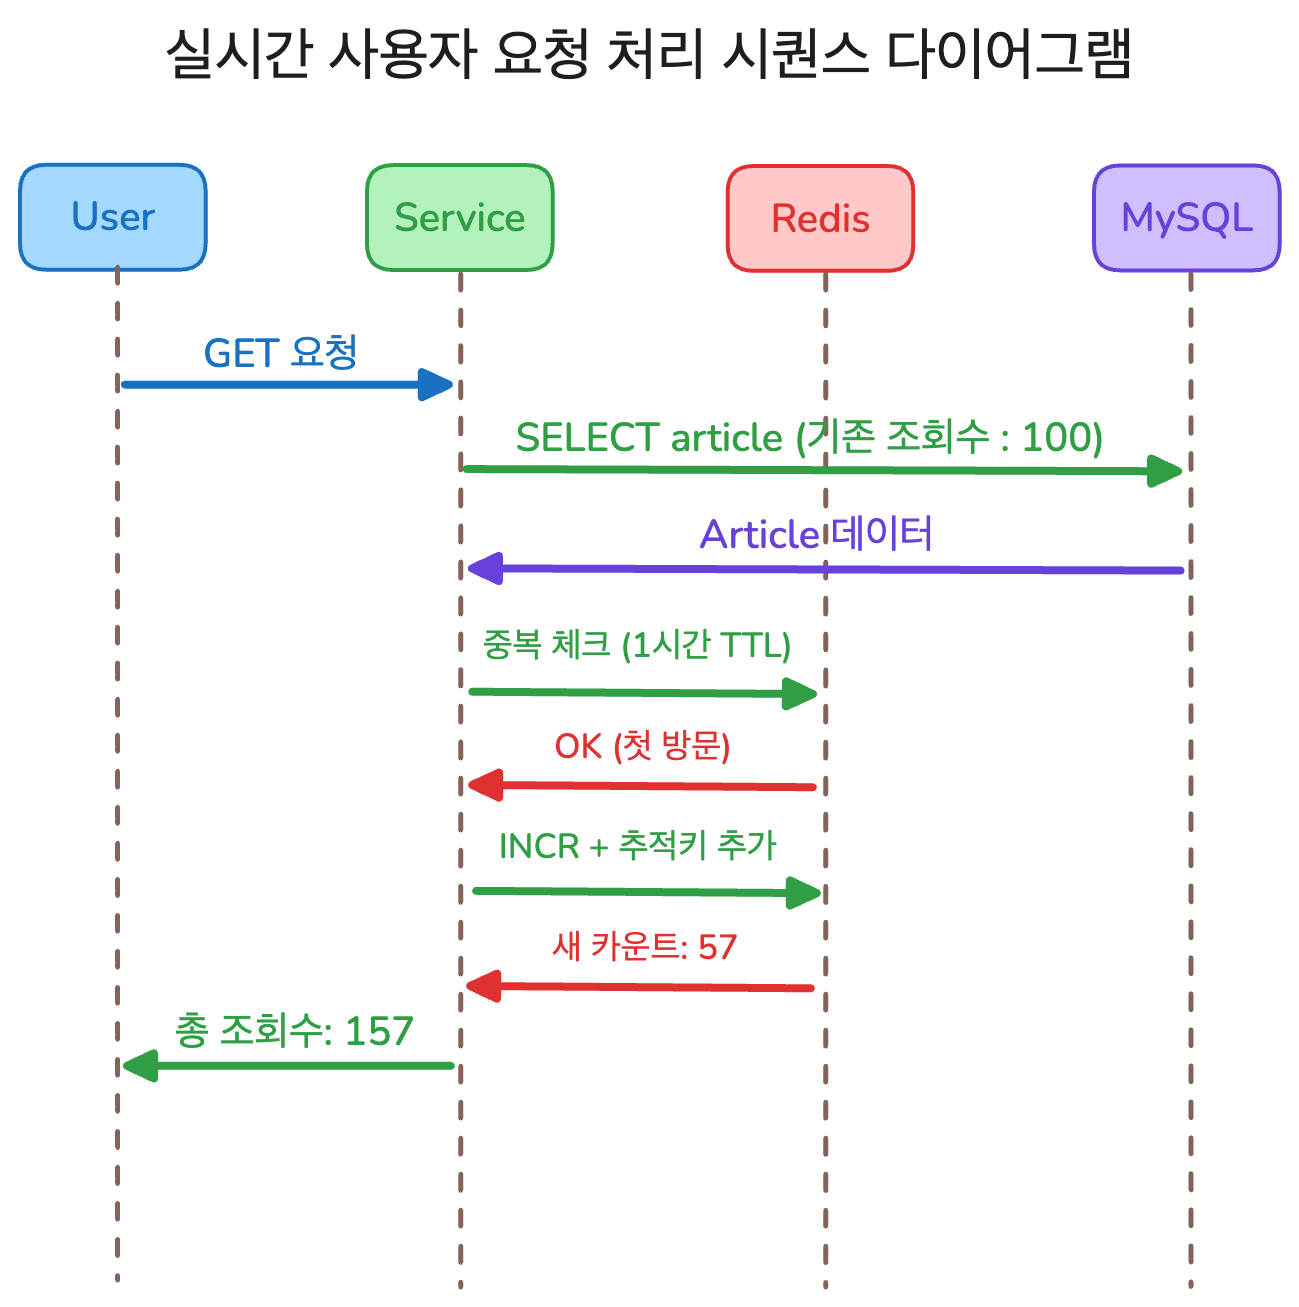 실시간 사용자 요청 처리 시퀀스 다이어그램
User
Service
Redis
MySQL
GET 요청
SELECT article (기존 조회수 : 100)
Article 데이터
중복 체크 (1시간 TTL)
OK (첫 방문)
INCR + 추적키 추가
새 카운트: 57
총 조회수: 157